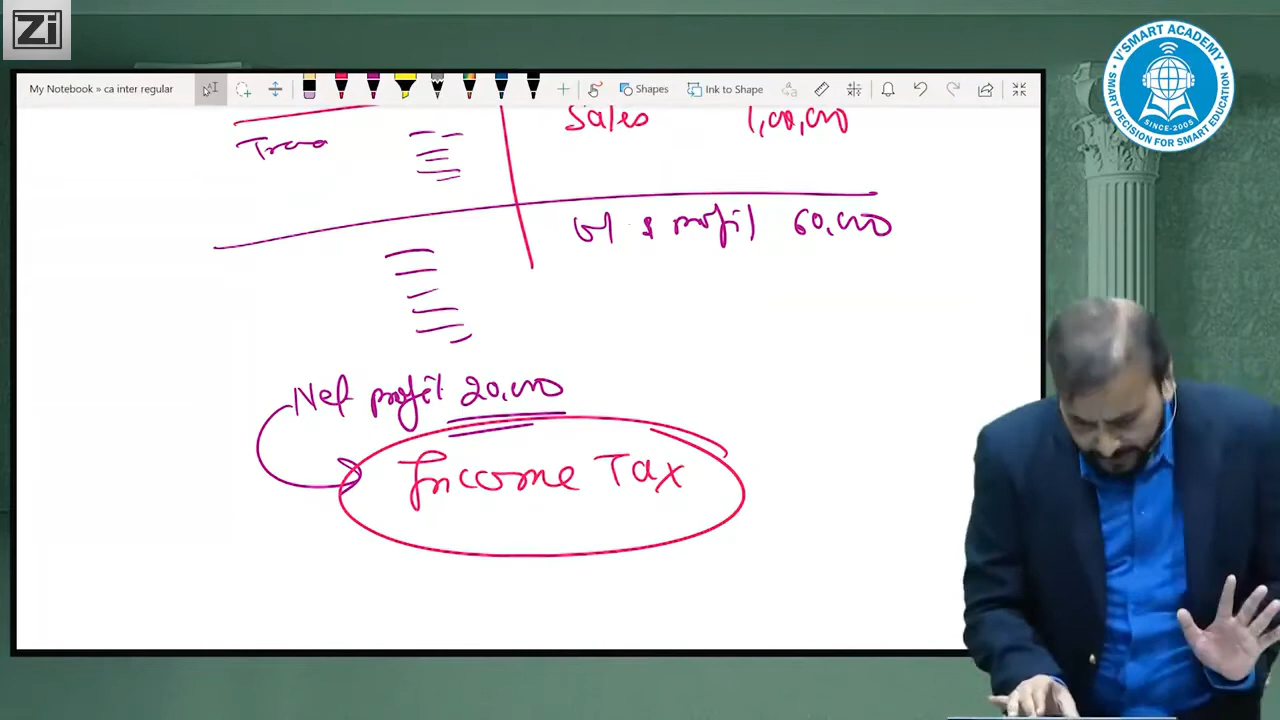 Zi
V'SMART ACADEMY
SMART DECISION FOR SMART EDUCATION
SINCE-2005
My Notebook » ca inter regular
Shapes
Ink to Shape
Sales 1,00,000
profit 60,000
Net profit 20,000
Income Tax